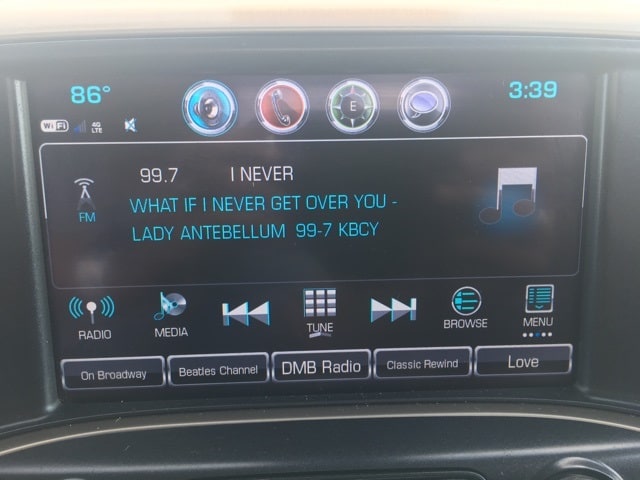 86°
E
3:39
WiFi
4G
LTE
99.7 I NEVER
FM
WHAT IF I NEVER GET OVER YOU -
LADY ANTEBELLUM 99-7 KBCY
RADIO
MEDIA
TUNE
BROWSE
MENU
On Broadway
Beatles Channel
DMB Radio
Classic Rewind
Love